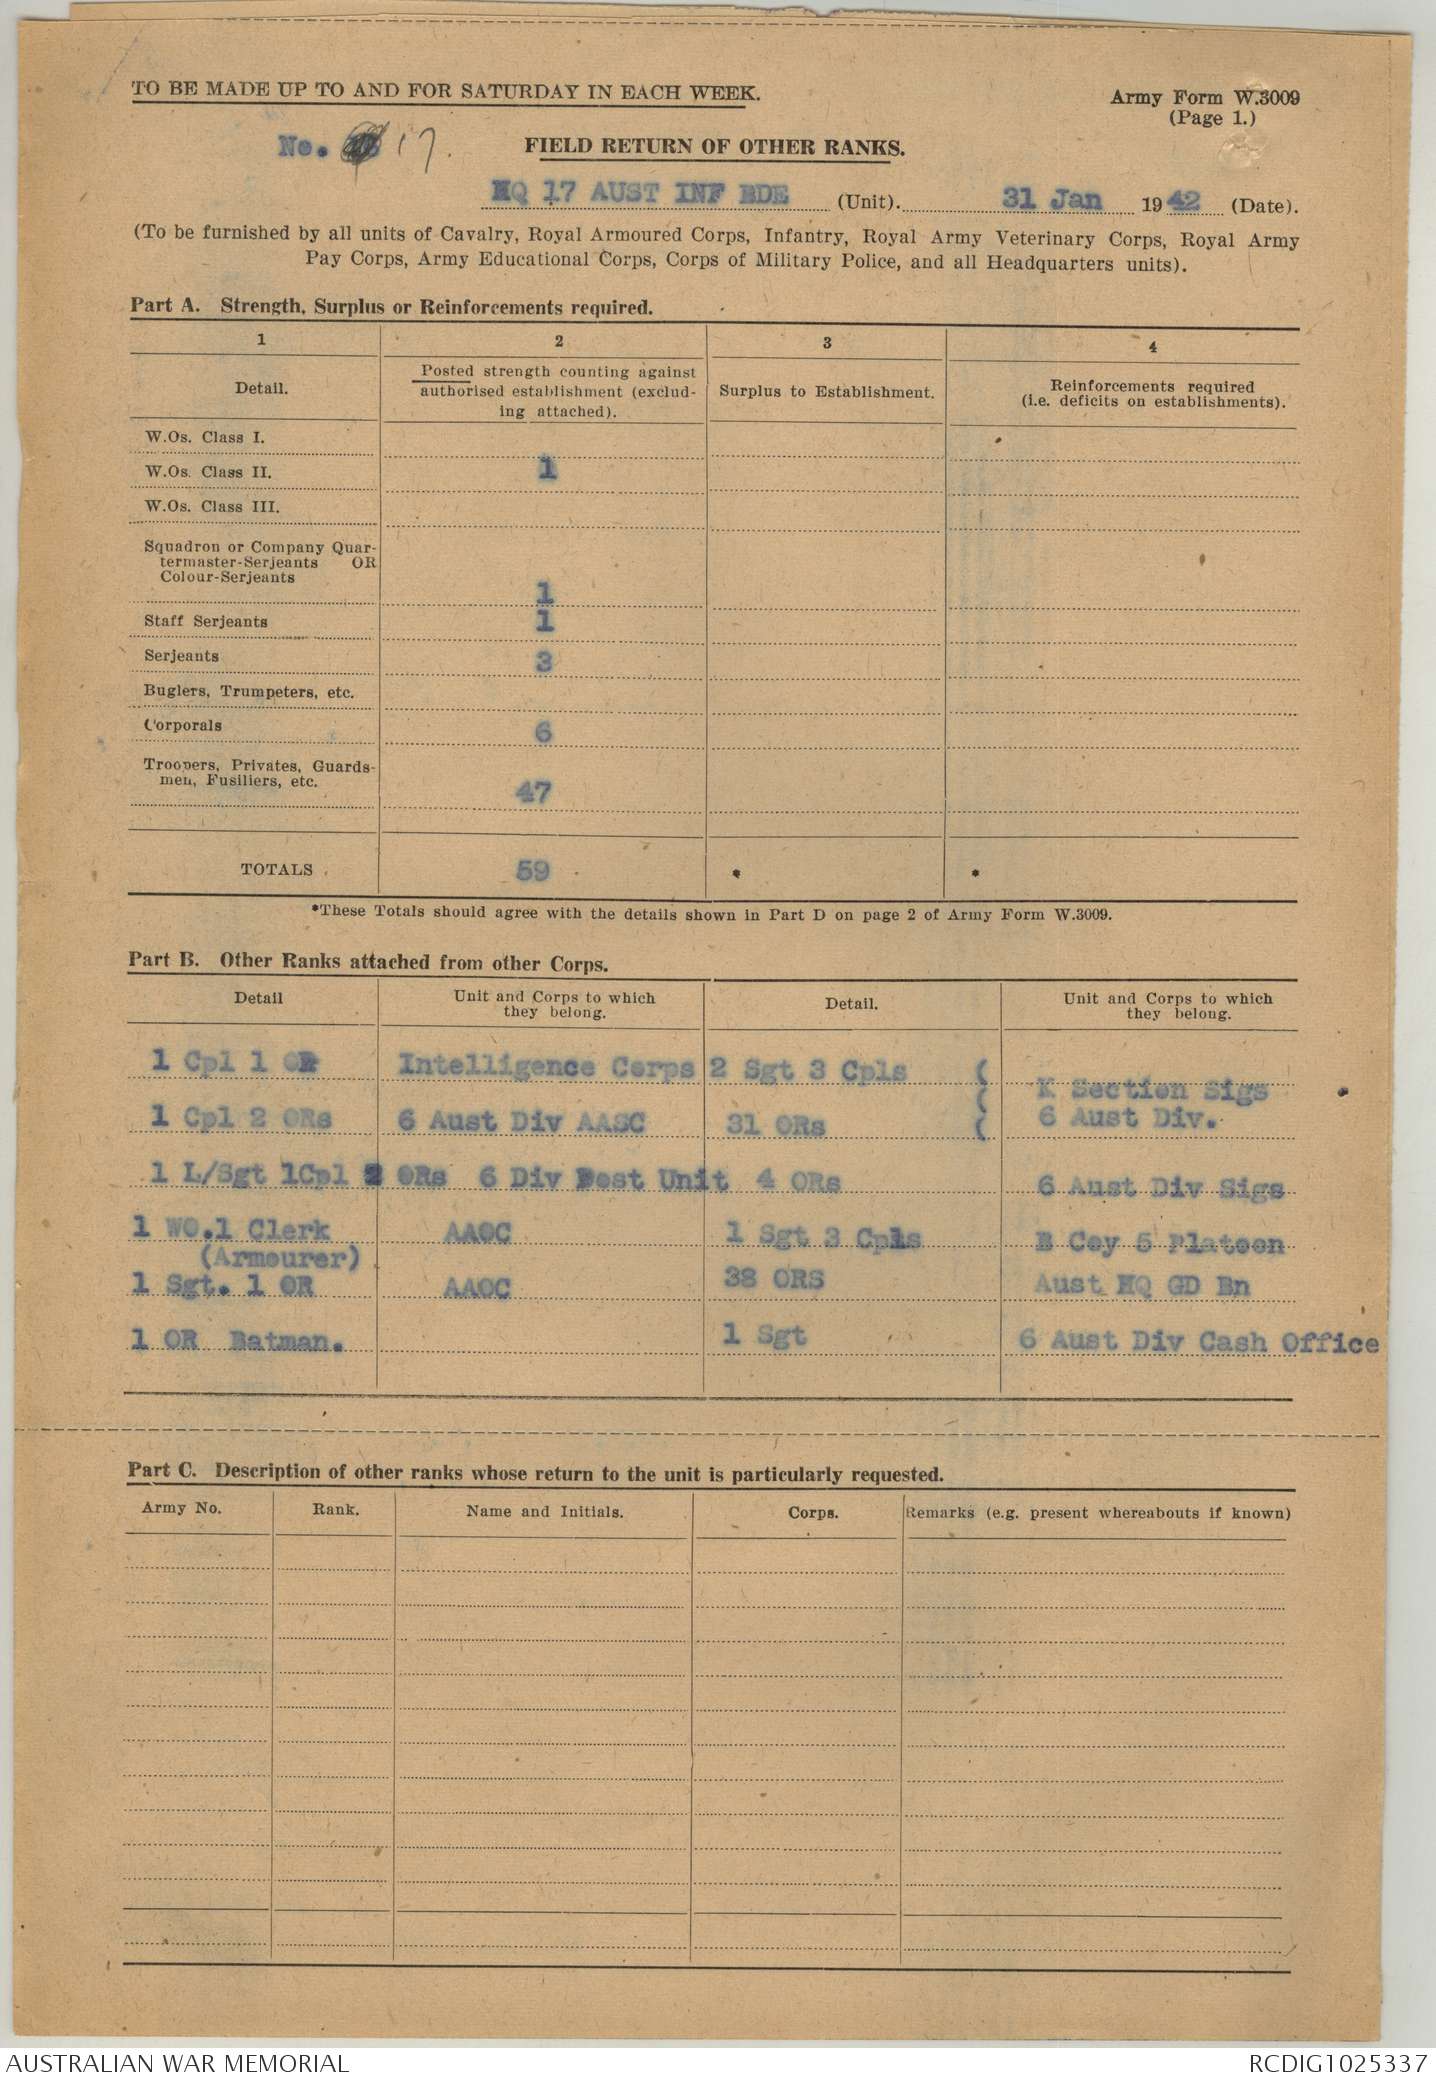 TO BE MADE UP TO AND FOR SATURDAY IN EACH WEEK.
Army Form W.3009
(Page 1.)
No. 17.
FIELD RETURN OF OTHER RANKS.
HQ 17 AUST INF BDE (Unit). 31 Jan 1942 (Date).
(To be furnished by all units of Cavalry, Royal Armoured Corps, Infantry, Royal Army Veterinary Corps, Royal Army
Pay Corps, Army Educational Corps, Corps of Military Police, and all Headquarters units).
Part A. Strength, Surplus or Reinforcements required.
1 2 3 4
Detail.
Posted strength counting against
authorised establishment (exclud-
ing attached).
Surplus to Establishment.
Reinforcements required
(i.e. deficits on establishments).
W.Os. Class I.
W.Os. Class II. 1
W.Os. Class III.
Squadron or Company Quar-
termaster-Serjeants OR
Colour-Serjeants 1
Staff Serjeants 1
Serjeants 3
Buglers, Trumpeters, etc.
Corporals 6
Troopers, Privates, Guards-
men, Fusiliers, etc. 47
TOTALS 59 * *
*These Totals should agree with the details shown in Part D on page 2 of Army Form W.3009.
Part B. Other Ranks attached from other Corps.
Detail
Unit and Corps to which
they belong.
Detail.
Unit and Corps to which
they belong.
1 Cpl 1 OR Intelligence Corps 2 Sgt 3 Cpls (
( K Section Sigs
1 Cpl 2 ORs 6 Aust Div AASC 31 ORs ( 6 Aust Div.
1 L/Sgt 1Cpl 2 ORs 6 Div Post Unit 4 ORs 6 Aust Div Sigs
1 WO.1 Clerk AAOC 1 Sgt 3 Cpls B Coy 5 Platoon
(Armourer)
1 Sgt. 1 OR AAOC 38 ORS Aust HQ GD Bn
1 OR Batman. 1 Sgt 6 Aust Div Cash Office
Part C. Description of other ranks whose return to the unit is particularly requested.
Army No. Rank. Name and Initials. Corps. Remarks (e.g. present whereabouts if known)
AUSTRALIAN WAR MEMORIAL
RCDIG1025337